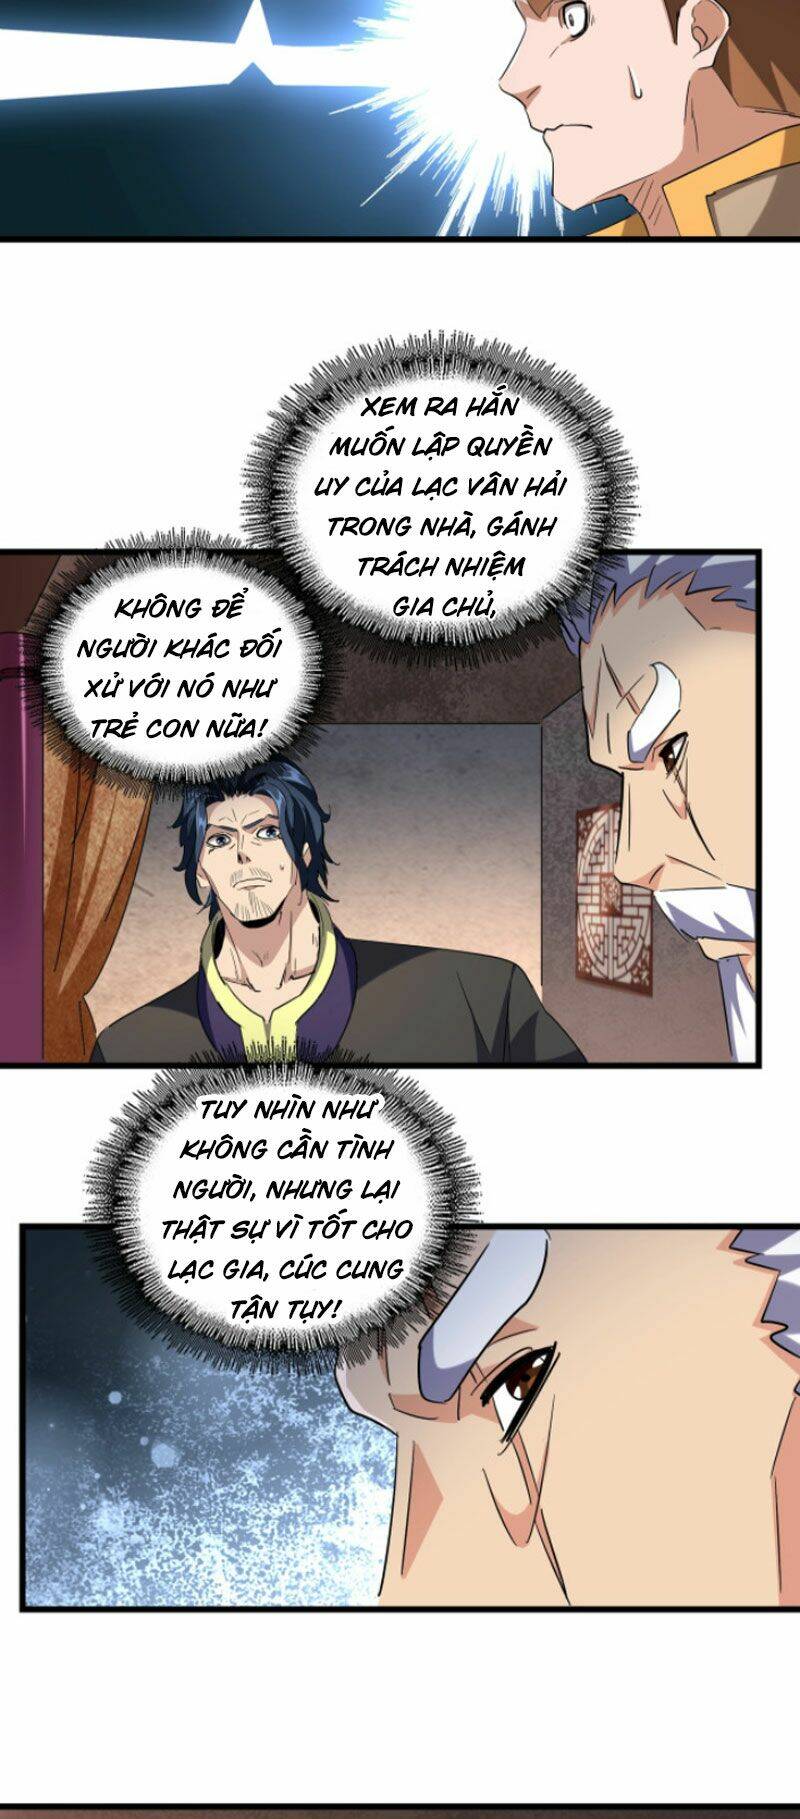 XEM RA HẮN
MUỐN LẬP QUYỀN
UY CỦA LẠC VÂN HẢI
TRONG NHÀ, GÁNH
TRÁCH NHIỆM
GIA CHỦ,
KHÔNG ĐỂ
NGƯỜI KHÁC ĐỐI
XỬ VỚI NÓ NHƯ
TRẺ CON NỮA!
TUY NHÌN NHƯ
KHÔNG CẦN TÌNH
NGƯỜI, NHƯNG LẠI
THẬT SỰ VÌ TỐT CHO
LẠC GIA, CÚC CUNG
TẬN TỤY!